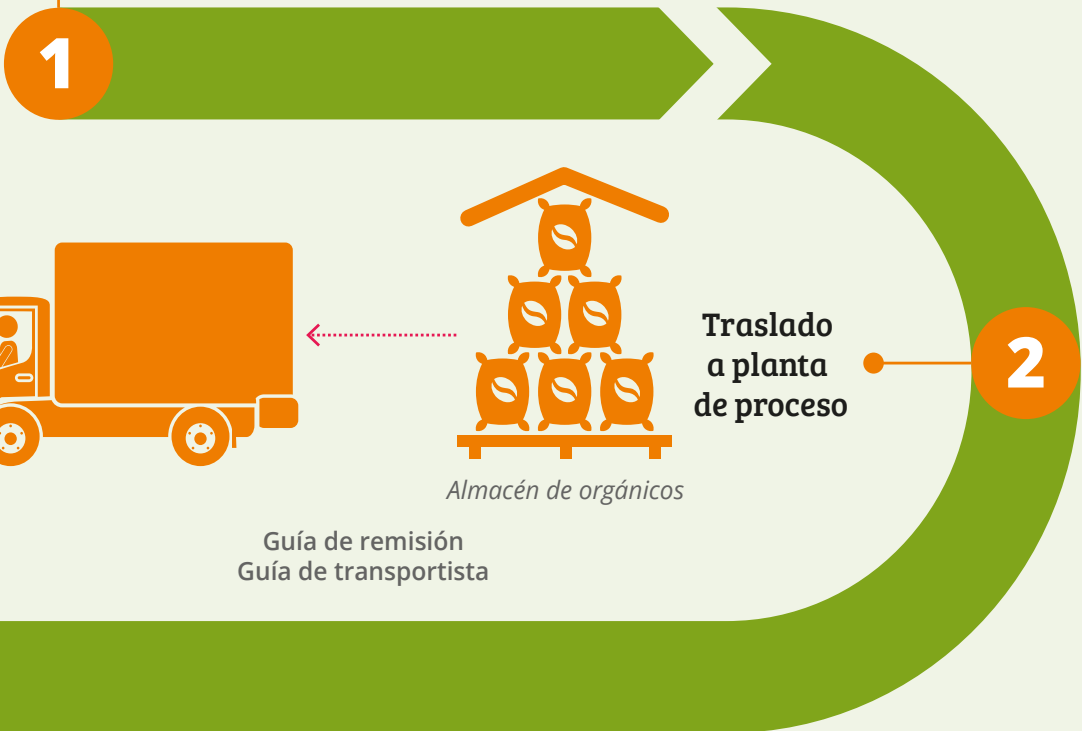 1
Traslado
a planta
de proceso
2
Almacén de orgánicos
Guía de remisión
Guía de transportista